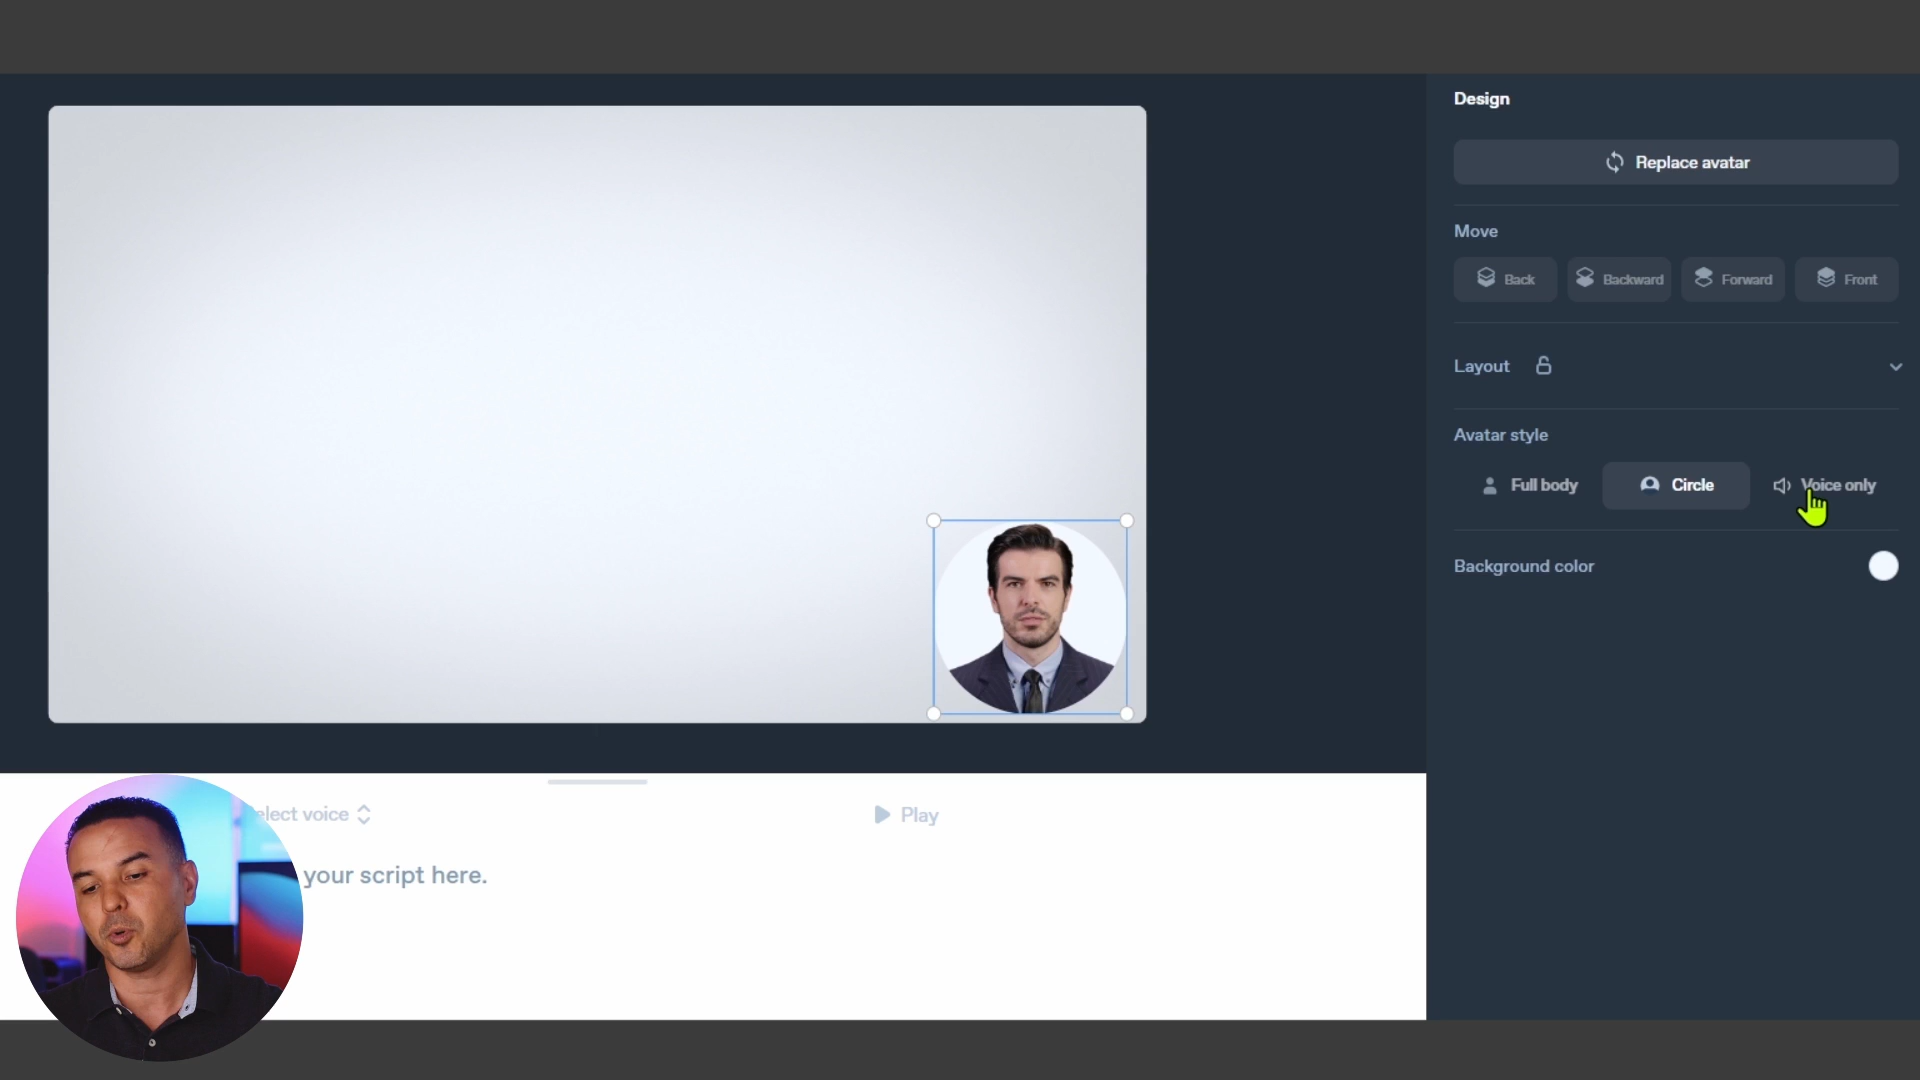 Design
Replace avatar
Move
Back Backward Forward Front
Layout
Avatar style
Full body Circle Voice only
Background color
elect voice Play
your script here.